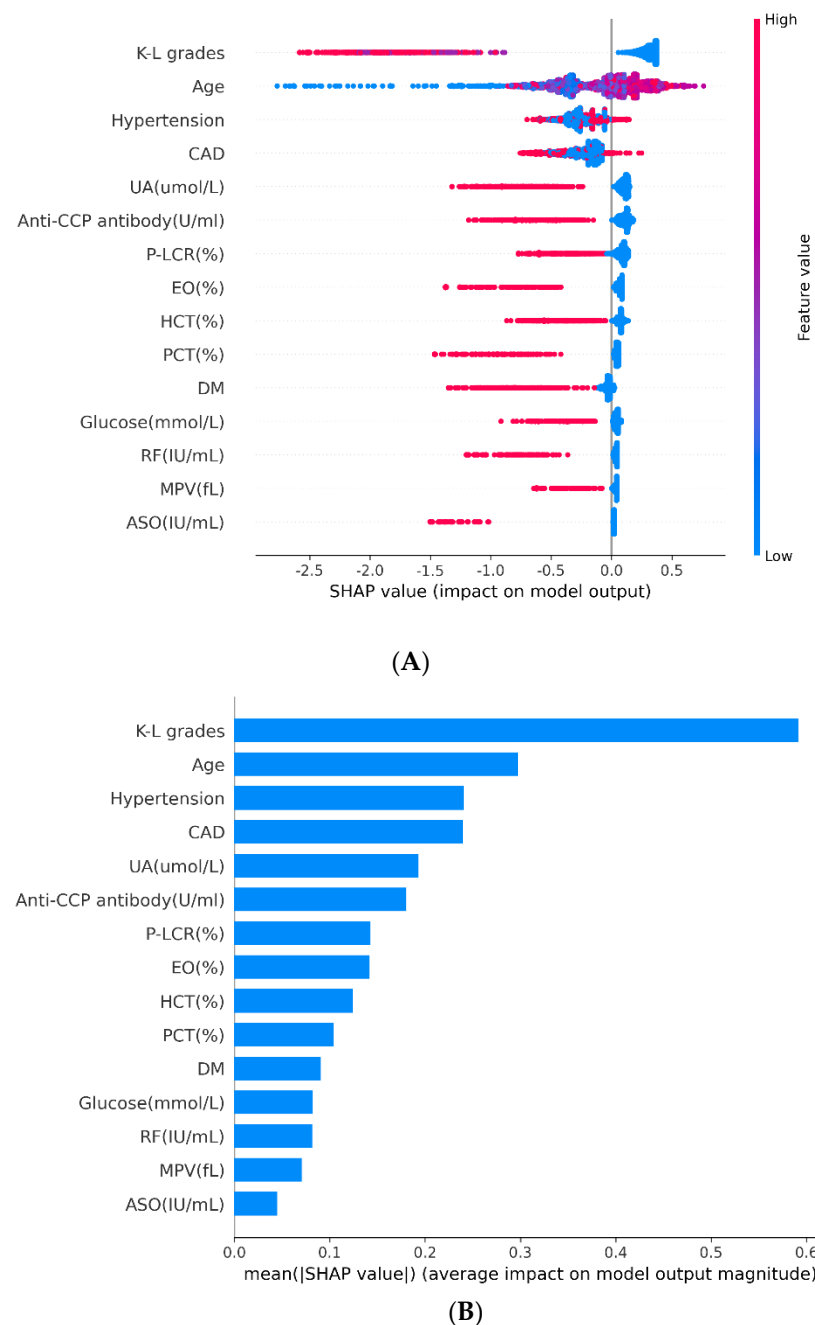 High
K-L grades
Age
Hypertension
CAD
UA(umol/L)
Anti-CCP antibody(U/ml)
P-LCR(%)
EO(%)
HCT(%)
PCT(%)
DM
Glucose(mmol/L)
RF(IU/mL)
MPV(fL)
ASO(IU/mL)
Feature value
Low
-2.5 -2.0 -1.5 -1.0 -0.5 0.0 0.5
SHAP value (impact on model output)
(A)
K-L grades
Age
Hypertension
CAD
UA(umol/L)
Anti-CCP antibody(U/ml)
P-LCR(%)
EO(%)
HCT(%)
PCT(%)
DM
Glucose(mmol/L)
RF(IU/mL)
MPV(fL)
ASO(IU/mL)
0.0 0.1 0.2 0.3 0.4 0.5 0.6
mean(|SHAP value|) (average impact on model output magnitude)
(B)